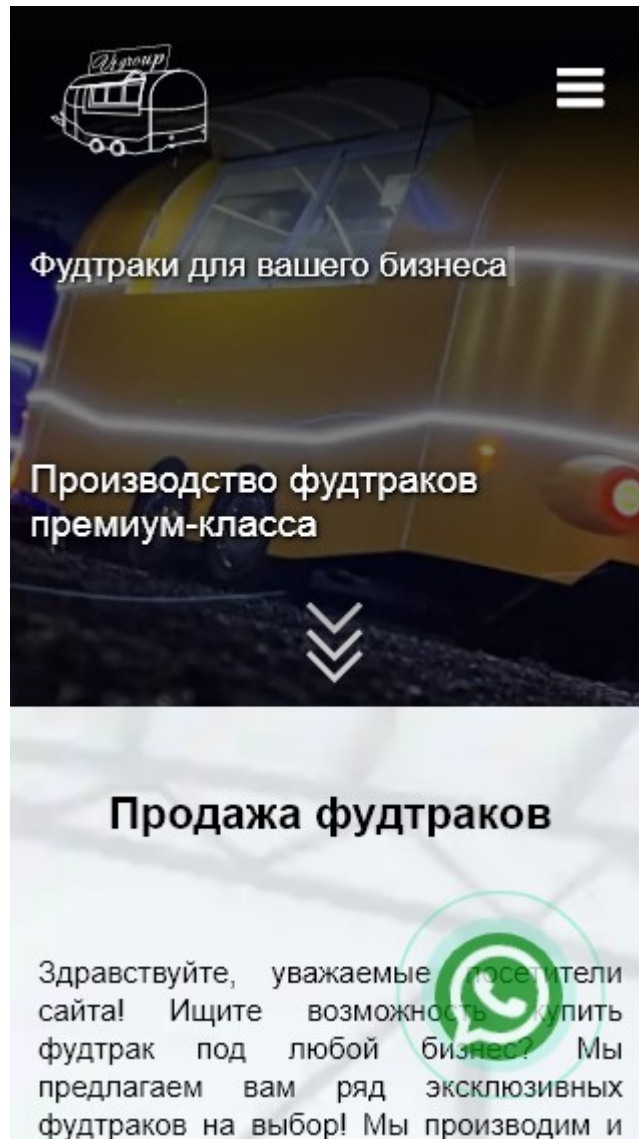 Фудтраки для вашего бизнеса
Производство фудтраков
премиум-класса
Продажа фудтраков
Здравствуйте, уважаемые посетители
сайта! Ищите возможность купить
фудтрак под любой бизнес? Мы
предлагаем вам ряд эксклюзивных
фудтраков на выбор! Мы производим и